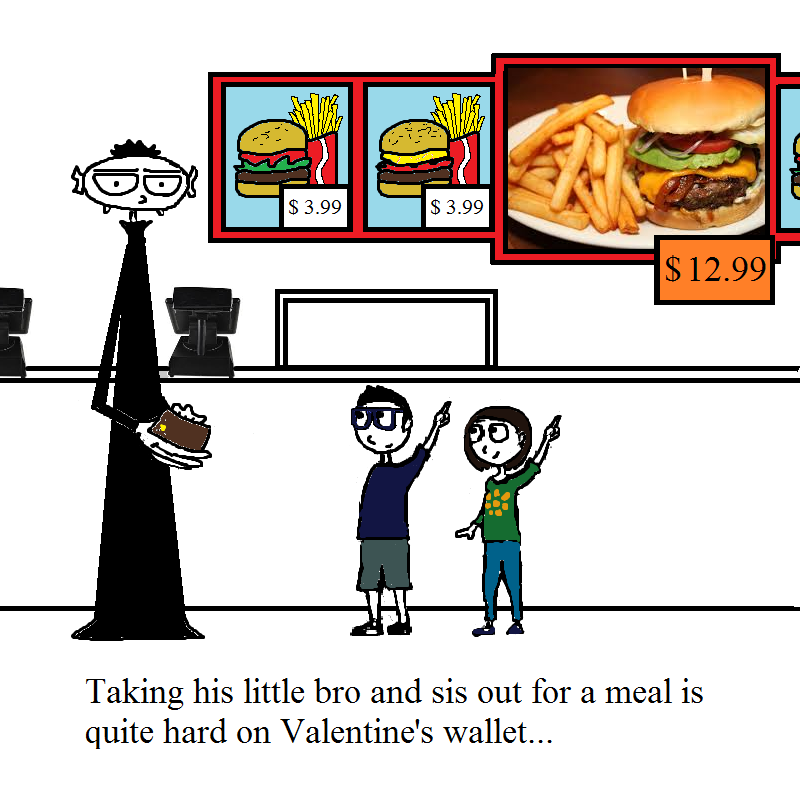 $ 3.99
$ 3.99
$ 12.99
Taking his little bro and sis out for a meal is
quite hard on Valentine's wallet...